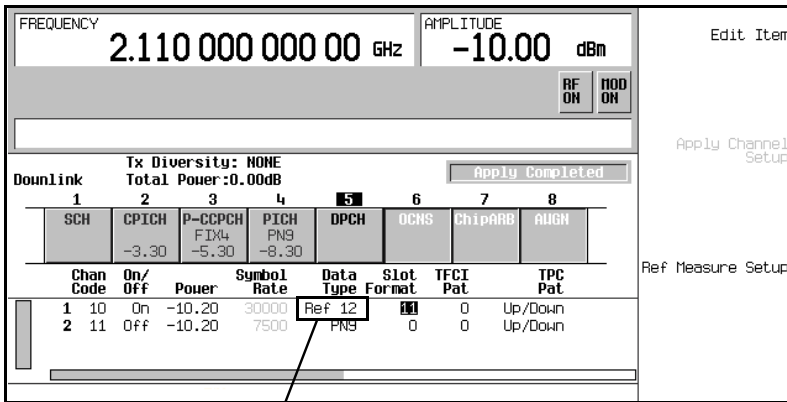 FREQUENCY
2.110 000 000 00 GHz
AMPLITUDE
-10.00 dBm
Edit Item
RF ON
MOD ON
Apply Channel Setup
Tx Diversity: NONE
Downlink Total Power:0.00dB
Apply Completed
1 2 3 4 5 6 7 8
SCH CPICH P-CCPCH PICH DPCH OCNS ChipARB AWGN
FIX4 PN9
-3.30 -5.30 -8.30
Ref Measure Setup
Chan Code On/Off Power Symbol Rate Data Type Slot Format TFCI Pat TPC Pat
1 10 On -10.20 30000 Ref 12 11 0 Up/Down
2 11 Off -10.20 7500 PN9 0 0 Up/Down